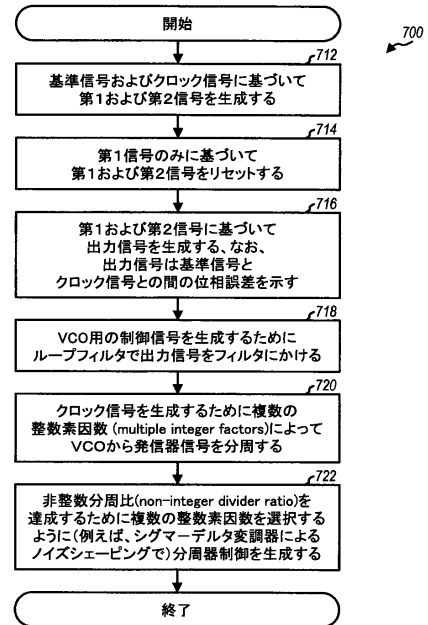 開始
700
712
基準信号およびクロック信号に基づいて
第1および第2信号を生成する
714
第1信号のみに基づいて
第1および第2信号をリセットする
716
第1および第2信号に基づいて
出力信号を生成する、なお、
出力信号は基準信号と
クロック信号との間の位相誤差を示す
718
VCO用の制御信号を生成するために
ループフィルタで出力信号をフィルタにかける
720
クロック信号を生成するために複数の
整数素因数 (multiple integer factors)によって
VCOから発信器信号を分周する
722
非整数分周比(non-integer divider ratio)を
達成するために複数の整数素因数を選択する
ように(例えば、シグマーデルタ変調器による
ノイズシェーピングで)分周器制御を生成する
終了